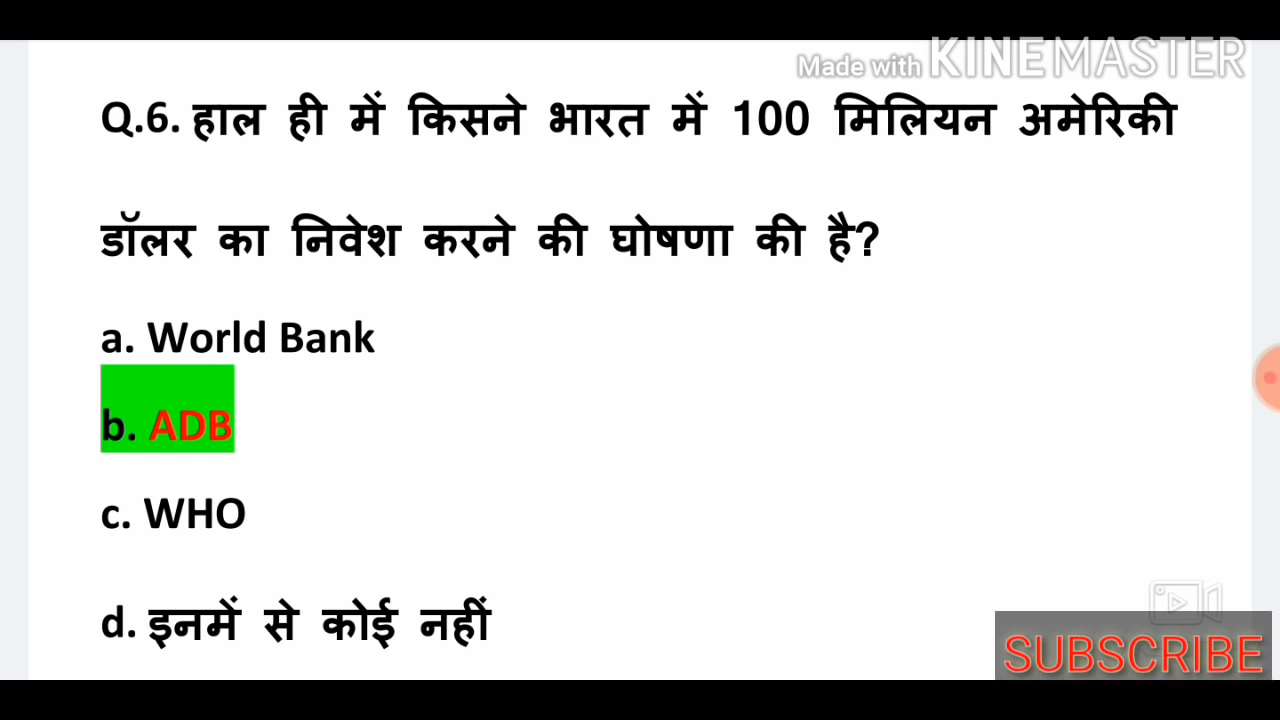 Made with KINEMASTER
Q.6. हाल ही में किसने भारत में 100 मिलियन अमेरिकी
डॉलर का निवेश करने की घोषणा की है?
a. World Bank
b. ADB
c. WHO
d. इनमें से कोई नहीं
SUBSCRIBE